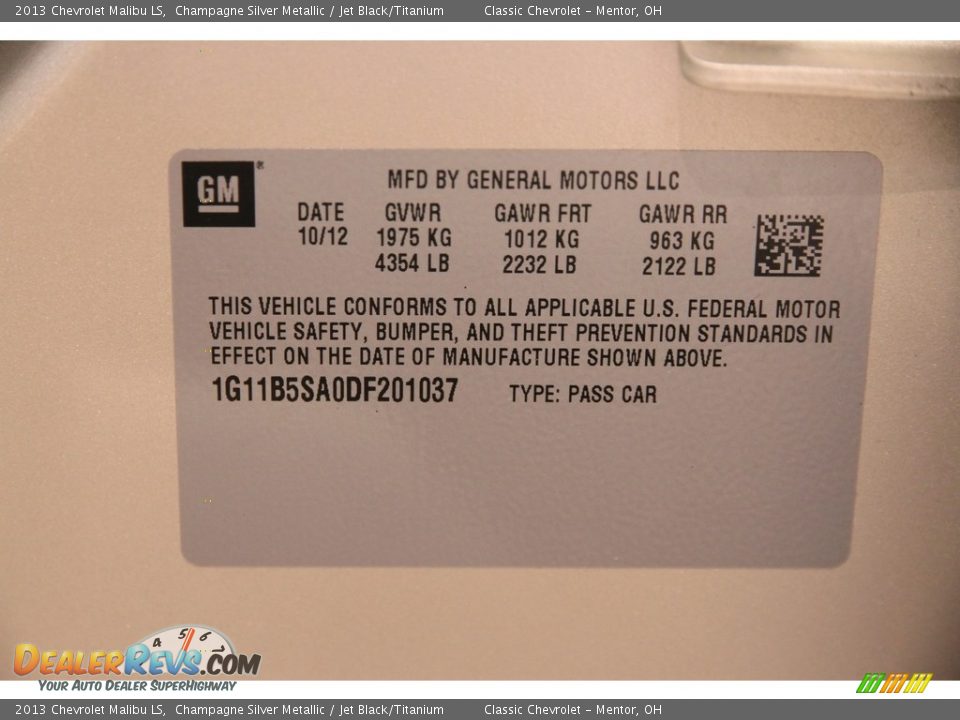 2013 Chevrolet Malibu LS, Champagne Silver Metallic / Jet Black/Titanium Classic Chevrolet - Mentor, OH
GM®
MFD BY GENERAL MOTORS LLC
DATE GVWR GAWR FRT GAWR RR
10/12 1975 KG 1012 KG 963 KG
4354 LB 2232 LB 2122 LB
THIS VEHICLE CONFORMS TO ALL APPLICABLE U.S. FEDERAL MOTOR
VEHICLE SAFETY, BUMPER, AND THEFT PREVENTION STANDARDS IN
EFFECT ON THE DATE OF MANUFACTURE SHOWN ABOVE.
1G11B5SA0DF201037 TYPE: PASS CAR
4 5 6 7
DEALERREVS.COM
YOUR AUTO DEALER SUPERHIGHWAY
2013 Chevrolet Malibu LS, Champagne Silver Metallic / Jet Black/Titanium Classic Chevrolet - Mentor, OH